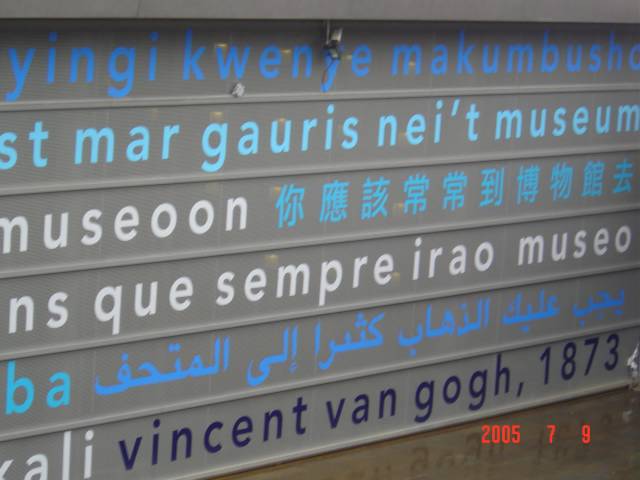 yingi kwenye makumbusho
st mar gauris nei't museum
museoon 你應該常常到博物館去
ns que sempre irao museo
ba يجب عليك الذهاب كثيرا إلى المتحف
kali vincent van gogh, 1873
2005 7 9